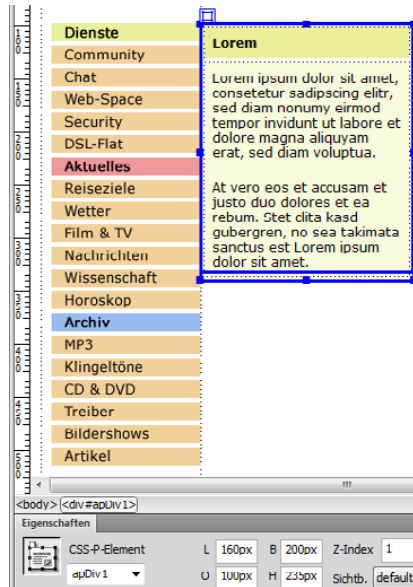 Dienste
Community
Chat
Web-Space
Security
DSL-Flat
Aktuelles
Reiseziele
Wetter
Film & TV
Nachrichten
Wissenschaft
Horoskop
Archiv
MP3
Klingeltöne
CD & DVD
Treiber
Bildershows
Artikel
Lorem
Lorem ipsum dolor sit amet,
consetetur sadipscing elitr,
sed diam nonumy eirmod
tempor invidunt ut labore et
dolore magna aliquyam
erat, sed diam voluptua.
At vero eos et accusam et
justo duo dolores et ea
rebum. Stet clita kasd
gubergren, no sea takimata
sanctus est Lorem ipsum
dolor sit amet.
<body> <div#apDiv1>
Eigenschaften
CSS-P-Element L 160px B 200px Z-Index 1
apDiv1 O 100px H 235px Sichtb. default